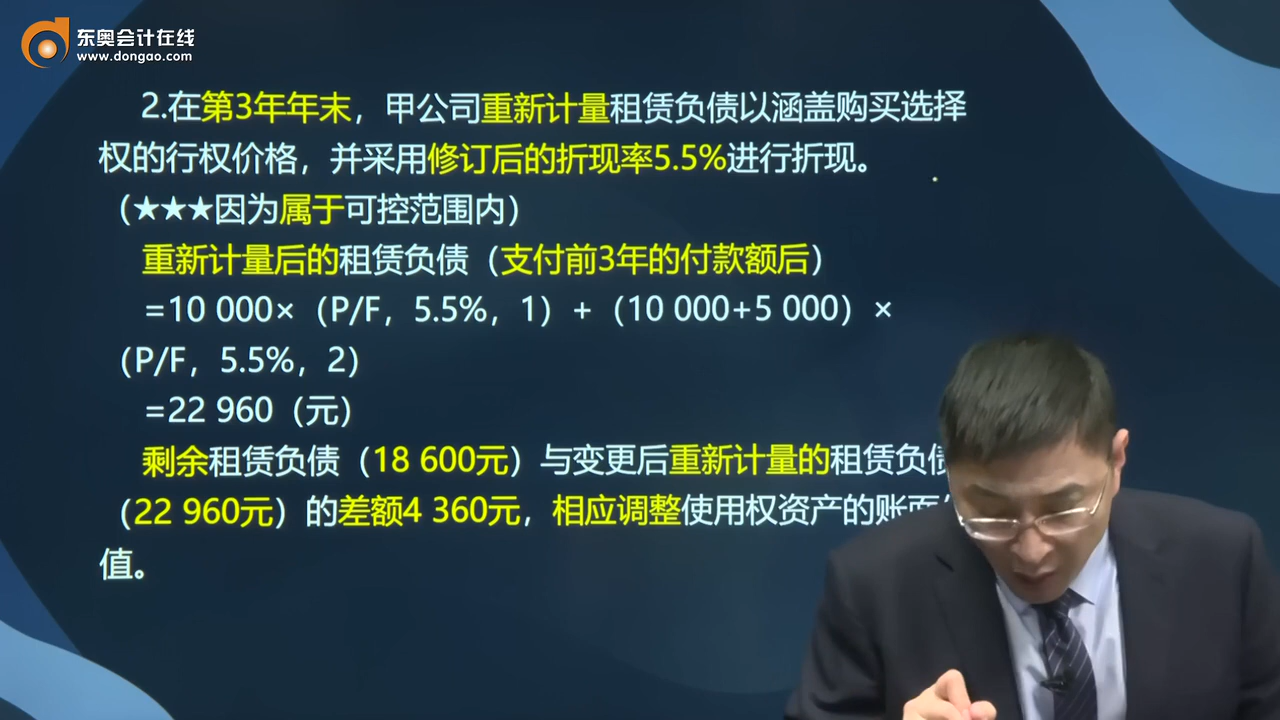 东奥会计在线
www.dongao.com
2.在第3年年末，甲公司重新计量租赁负债以涵盖购买选择
权的行权价格，并采用修订后的折现率5.5%进行折现。
（★★★因为属于可控范围内）
重新计量后的租赁负债（支付前3年的付款额后）
=10 000×（P/F，5.5%，1）+（10 000+5 000）×
（P/F，5.5%，2）
=22 960（元）
剩余租赁负债（18 600元）与变更后重新计量的租赁负债
（22 960元）的差额4 360元，相应调整使用权资产的账面
值。